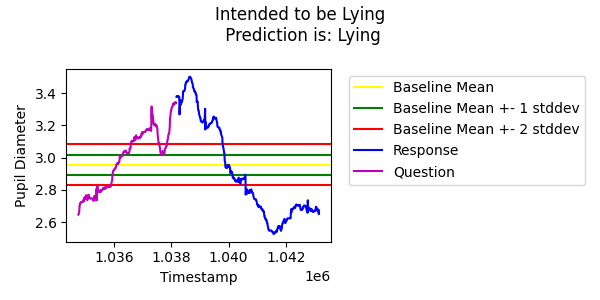 Intended to be Lying
Prediction is: Lying
3.4
3.2
3.0
2.8
2.6
Pupil Diameter
1.036
1.038
1.040
1.042
1e6
Timestamp
Baseline Mean
Baseline Mean +- 1 stddev
Baseline Mean +- 2 stddev
Response
Question